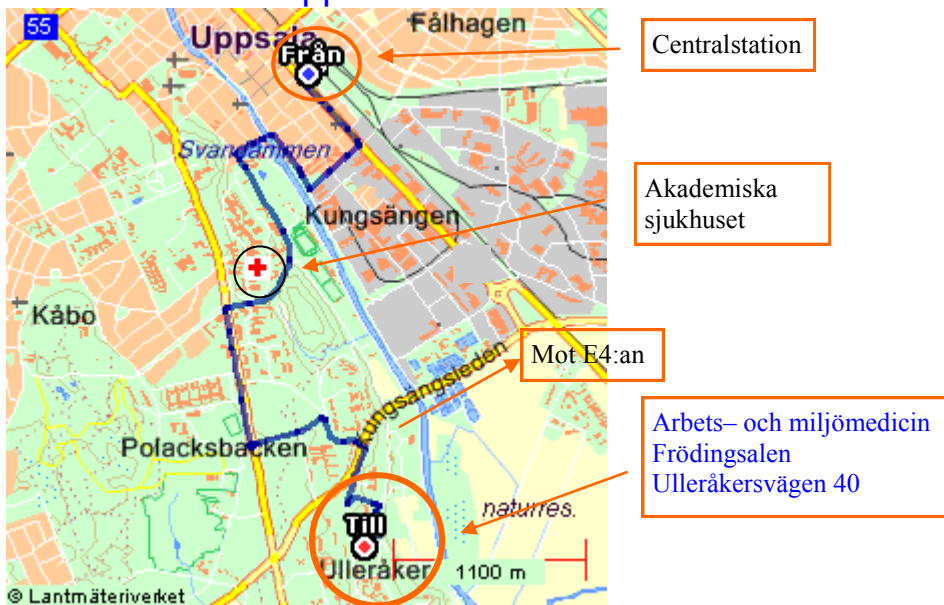 55
Uppsala
Från
Fålhagen
Centralstation
Svandammen
Akademiska
sjukhuset
Kungsängen
Kåbo
Mot E4:an
Kungsängsleden
Polacksbacken
Arbets– och miljömedicin
Frödingsalen
Ulleråkersvägen 40
naturres.
Till
Ulleråker
1100 m
© Lantmäteriverket